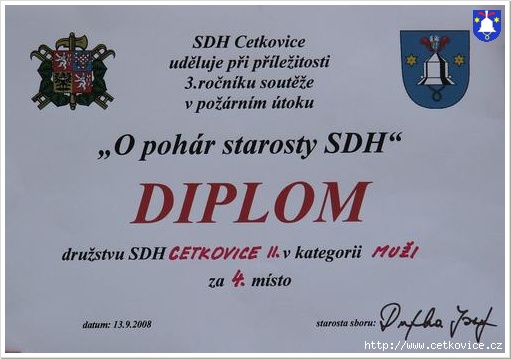 SDH Cetkovice
uděluje při příležitosti
3.ročníku soutěže
v požárním útoku
„O pohár starosty SDH“
DIPLOM
družstvu SDH CETKOVICE II. v kategorii MUŽI
za 4. místo
datum: 13.9.2008
starosta sboru:
http://www.cetkovice.cz